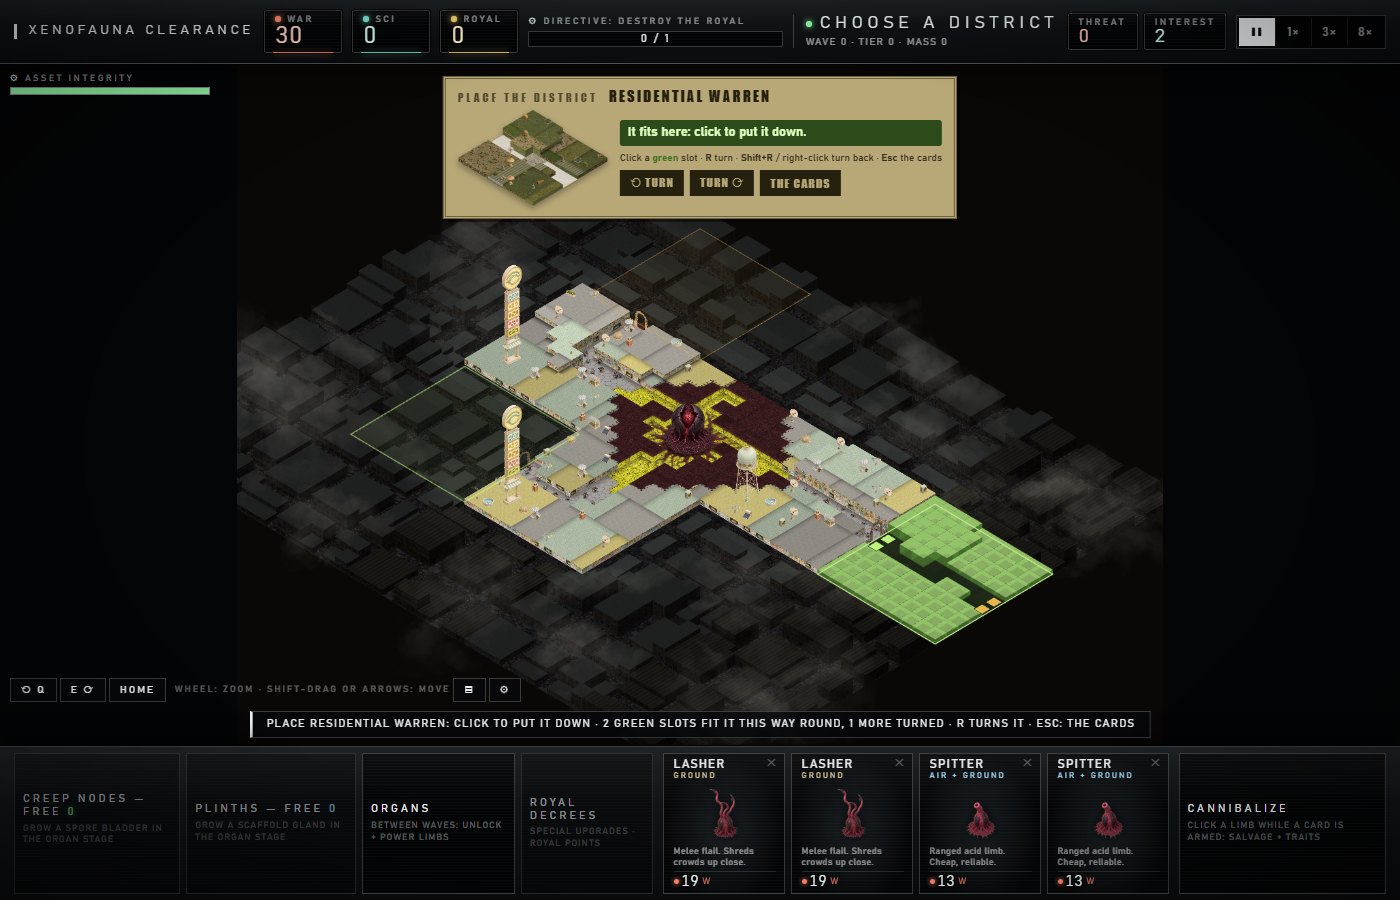 XENOFAUNA CLEARANCE
WAR
30
SCI
0
ROYAL
0
DIRECTIVE: DESTROY THE ROYAL
0 / 1
CHOOSE A DISTRICT
WAVE 0 · TIER 0 · MASS 0
THREAT
0
INTEREST
2
1×
3×
8×
ASSET INTEGRITY
PLACE THE DISTRICT RESIDENTIAL WARREN
It fits here: click to put it down.
Click a green slot · R turn · Shift+R / right-click turn back · Esc the cards
TURN
TURN
THE CARDS
Q
E
HOME
WHEEL: ZOOM · SHIFT-DRAG OR ARROWS: MOVE
PLACE RESIDENTIAL WARREN: CLICK TO PUT IT DOWN · 2 GREEN SLOTS FIT IT THIS WAY ROUND, 1 MORE TURNED · R TURNS IT · ESC: THE CARDS
CREEP NODES —
FREE 0
GROW A SPORE BLADDER IN
THE ORGAN STAGE
PLINTHS — FREE 0
GROW A SCAFFOLD GLAND IN
THE ORGAN STAGE
ORGANS
BETWEEN WAVES: UNLOCK
+ POWER LIMBS
ROYAL
DECREES
SPECIAL UPGRADES ·
ROYAL POINTS
LASHER
GROUND
Melee flail. Shreds
crowds up close.
19 W
LASHER
GROUND
Melee flail. Shreds
crowds up close.
19 W
SPITTER
AIR + GROUND
Ranged acid limb.
Cheap, reliable.
13 W
SPITTER
AIR + GROUND
Ranged acid limb.
Cheap, reliable.
13 W
CANNIBALIZE
CLICK A LIMB WHILE A CARD IS
ARMED: SALVAGE + TRAITS